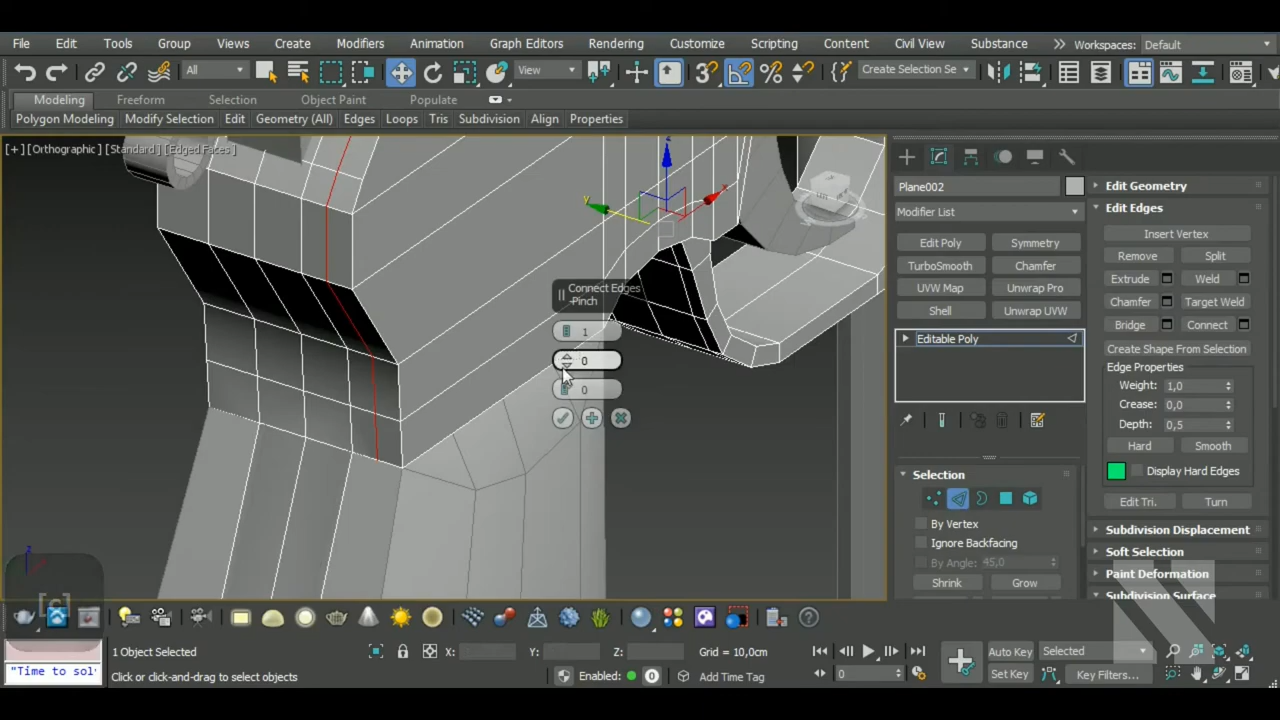 File Edit Tools Group Views Create Modifiers Animation Graph Editors Rendering Customize Scripting Content Civil View Substance Workspaces: Default
All View Create Selection Se
Modeling Freeform Selection Object Paint Populate
Polygon Modeling Modify Selection Edit Geometry (All) Edges Loops Tris Subdivision Align Properties
[+] [Orthographic] [Standard] [Edged Faces]
z
x
y
Connect Edges
-Pinch
1
0
0
[c]
Plane002
Modifier List
Edit Poly Symmetry
TurboSmooth Chamfer
UVW Map Unwrap Pro
Shell Unwrap UVW
Editable Poly
Selection
By Vertex
Ignore Backfacing
By Angle: 45,0
Shrink Grow
Edit Geometry
Edit Edges
Insert Vertex
Remove Split
Extrude Weld
Chamfer Target Weld
Bridge Connect
Create Shape From Selection
Edge Properties
Weight: 1,0
Crease: 0,0
Depth: 0,5
Hard Smooth
Display Hard Edges
Edit Tri. Turn
Subdivision Displacement
Soft Selection
Paint Deformation
Subdivision Surface
"Time to sol
1 Object Selected
Click or click-and-drag to select objects
X: Y: Z: Grid = 10,0cm
Enabled: 0 Add Time Tag
0
Auto Key Selected
Set Key Key Filters...